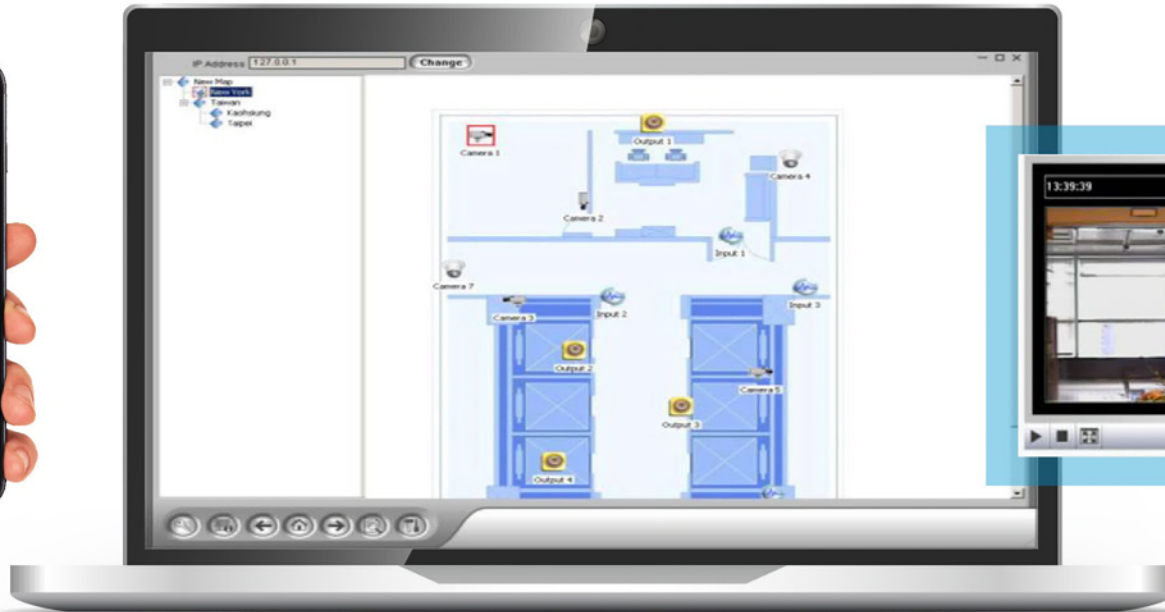 IP Address 127.0.0.1 Change
New Map
New York
Taiwan
Kaohsiung
Taipei
Output 1
Camera 1
Camera 4
Camera 2
Input 1
Camera 7
Input 3
Camera 3
Input 2
Output 2
Camera 5
Output 3
Output 4
13:39:39